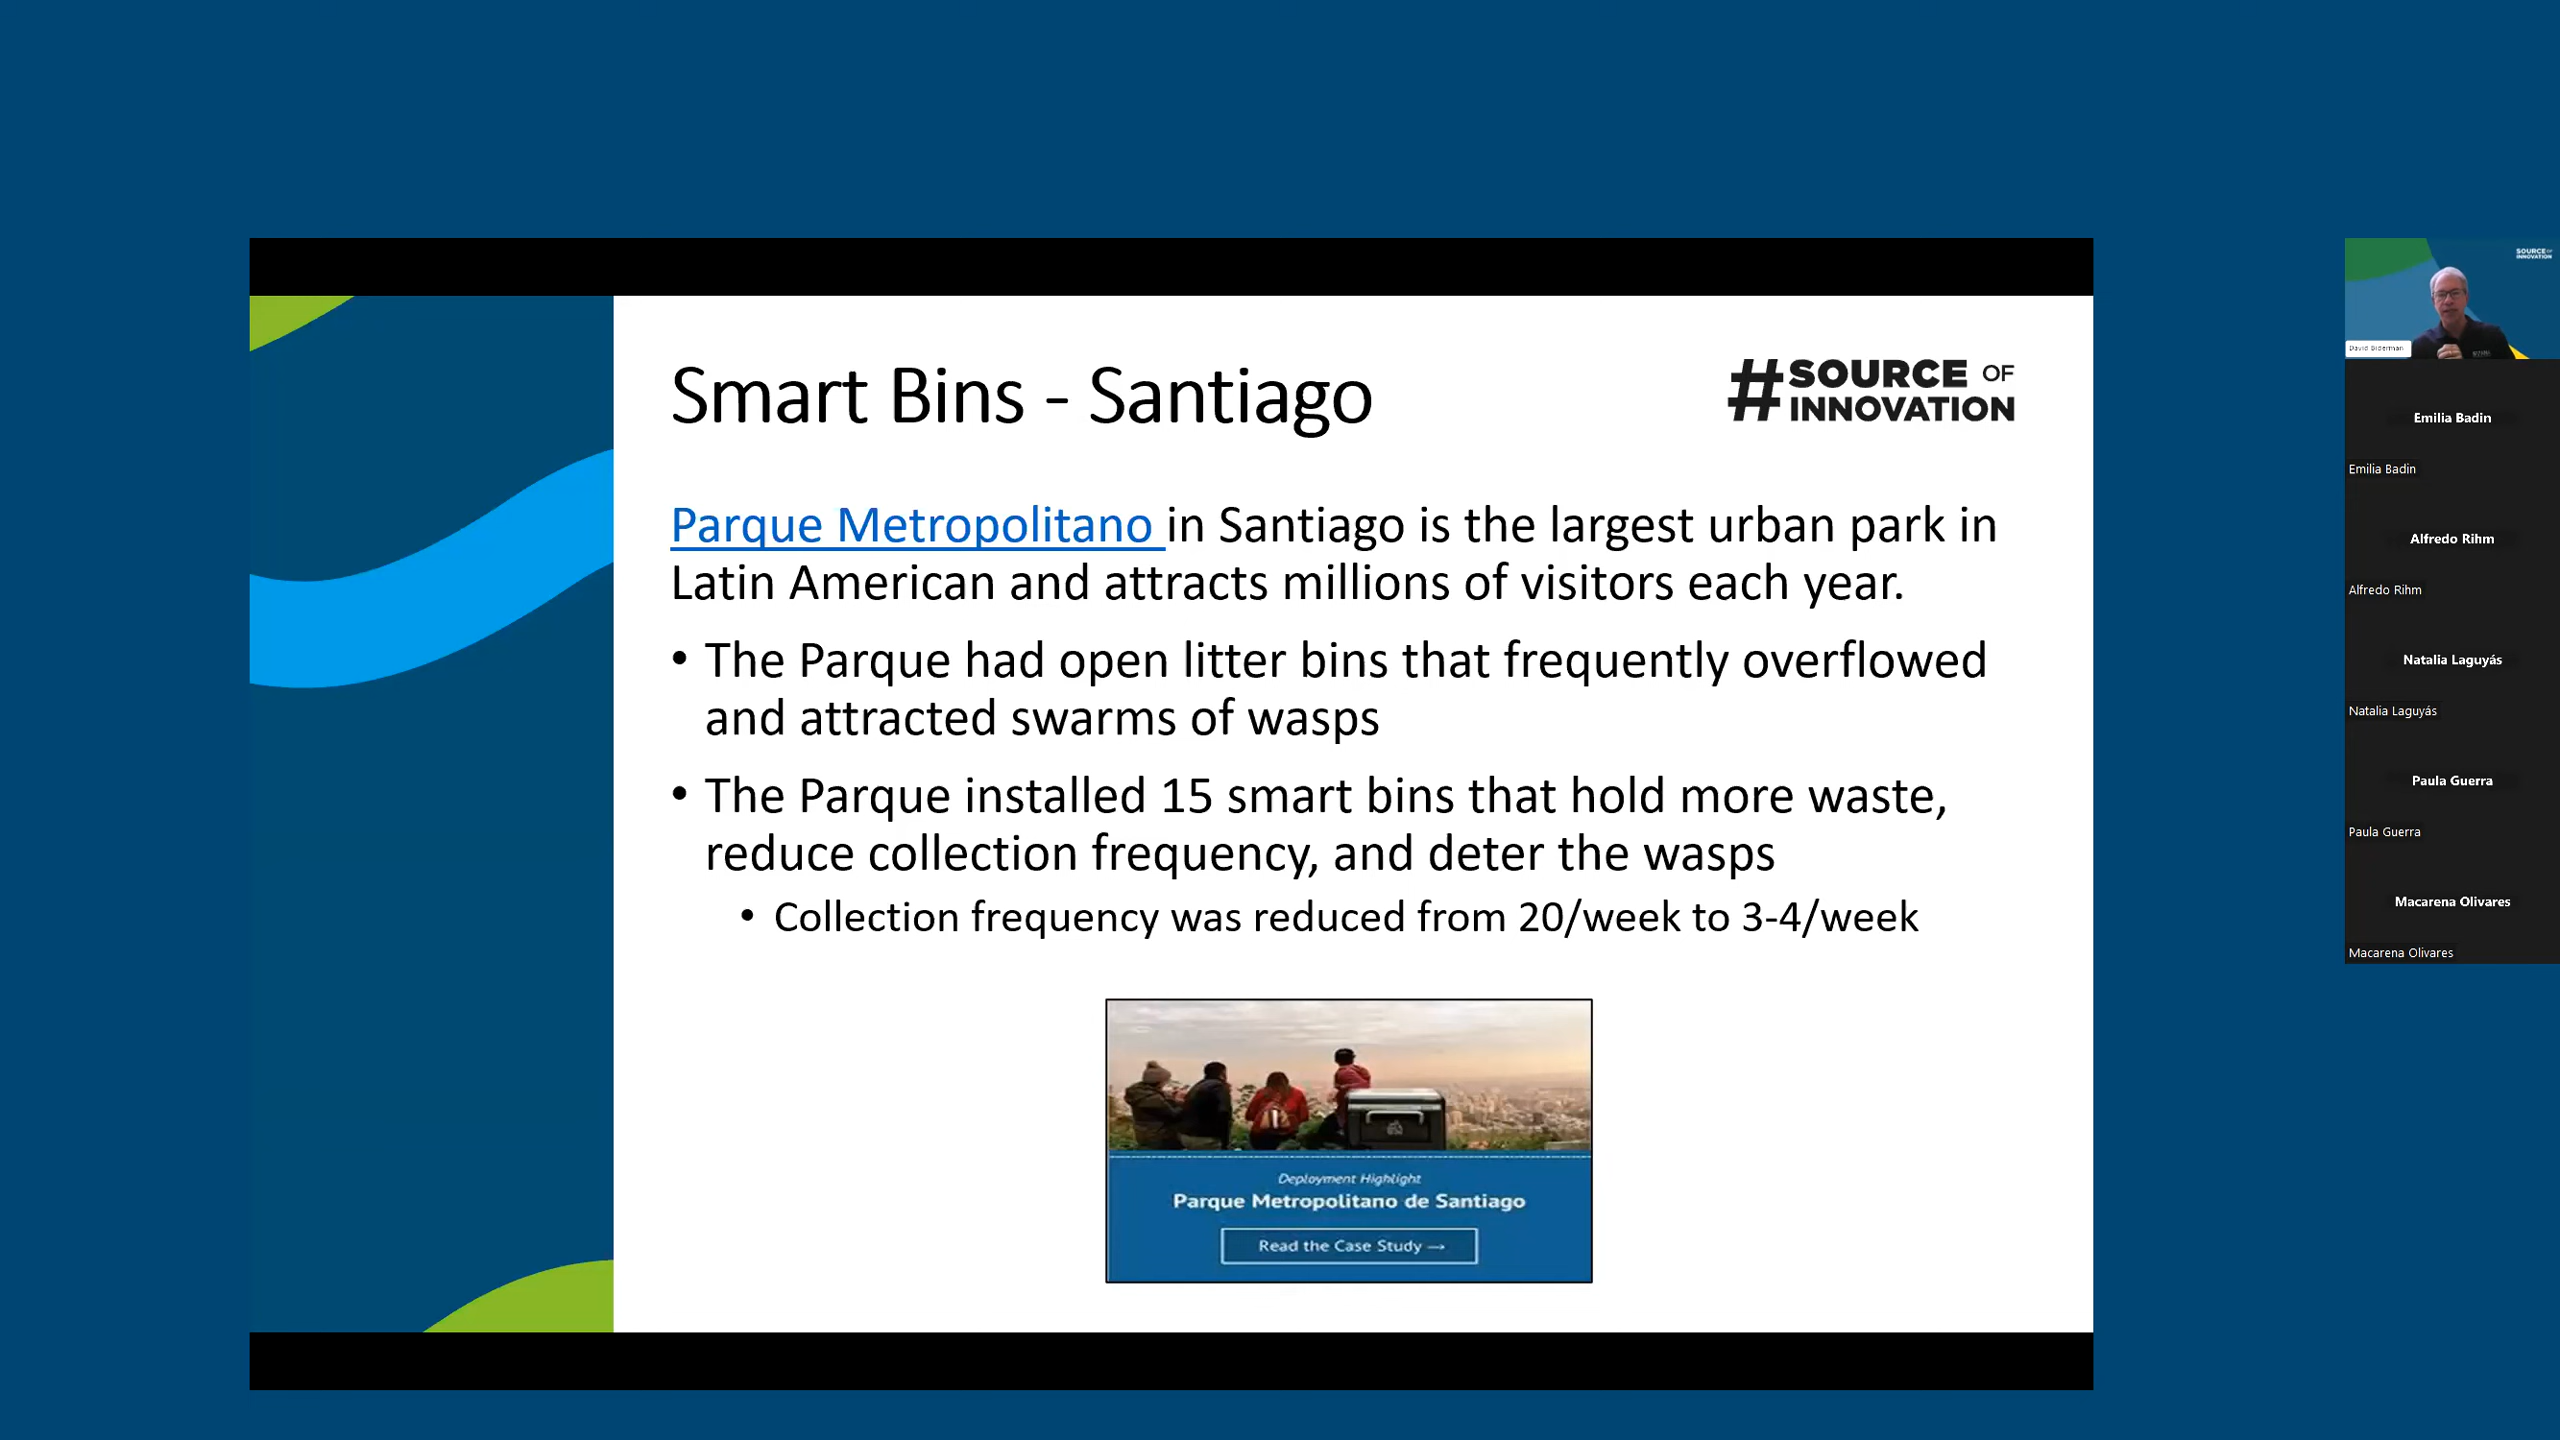 Smart Bins - Santiago
#SOURCE OF
INNOVATION
Parque Metropolitano in Santiago is the largest urban park in
Latin American and attracts millions of visitors each year.
• The Parque had open litter bins that frequently overflowed
and attracted swarms of wasps
• The Parque installed 15 smart bins that hold more waste,
reduce collection frequency, and deter the wasps
• Collection frequency was reduced from 20/week to 3-4/week
Deployment Highlight
Parque Metropolitano de Santiago
Read the Case Study →
SOURCE OF
INNOVATION
David Biderman
Emilia Badin
Emilia Badin
Alfredo Rihm
Alfredo Rihm
Natalia Laguyás
Natalia Laguyás
Paula Guerra
Paula Guerra
Macarena Olivares
Macarena Olivares